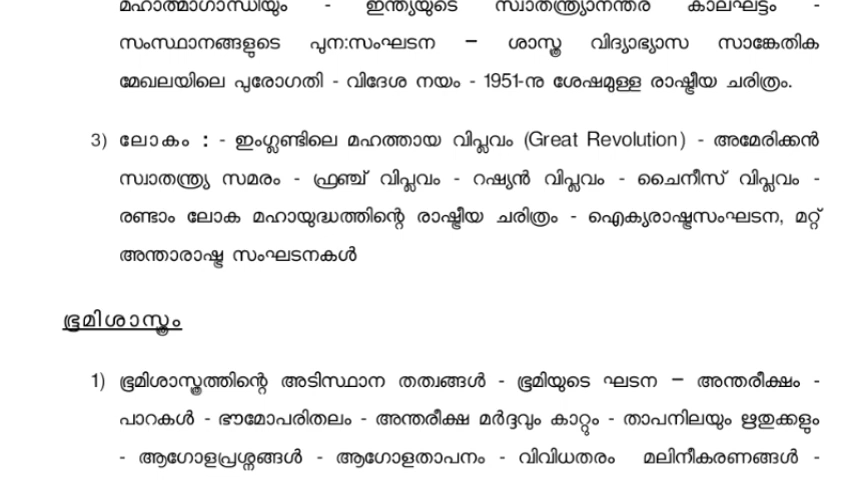 മഹാത്മാഗാന്ധിയും - ഇന്ത്യയുടെ സ്വാതന്ത്ര്യാനന്തര കാലഘട്ടം -
സംസ്ഥാനങ്ങളുടെ പുന:സംഘടന – ശാസ്ത്ര വിദ്യാഭ്യാസ സാങ്കേതിക
മേഖലയിലെ പുരോഗതി - വിദേശ നയം - 1951-നു ശേഷമുള്ള രാഷ്ട്രീയ ചരിത്രം.
3) ലോകം : - ഇംഗ്ലണ്ടിലെ മഹത്തായ വിപ്ലവം (Great Revolution) - അമേരിക്കൻ
സ്വാതന്ത്ര്യ സമരം - ഫ്രഞ്ച് വിപ്ലവം - റഷ്യൻ വിപ്ലവം - ചൈനീസ് വിപ്ലവം -
രണ്ടാം ലോക മഹായുദ്ധത്തിന്റെ രാഷ്ട്രീയ ചരിത്രം - ഐക്യരാഷ്ട്രസംഘടന, മറ്റ്
അന്താരാഷ്ട്ര സംഘടനകൾ
ഭൂമിശാസ്ത്രം
1) ഭൂമിശാസ്ത്രത്തിന്റെ അടിസ്ഥാന തത്വങ്ങൾ - ഭൂമിയുടെ ഘടന – അന്തരീക്ഷം -
പാറകൾ - ഭൗമോപരിതലം - അന്തരീക്ഷ മർദ്ദവും കാറ്റും - താപനിലയും ഋതുക്കളും
- ആഗോളപ്രശ്നങ്ങൾ - ആഗോളതാപനം - വിവിധതരം മലിനീകരണങ്ങൾ -